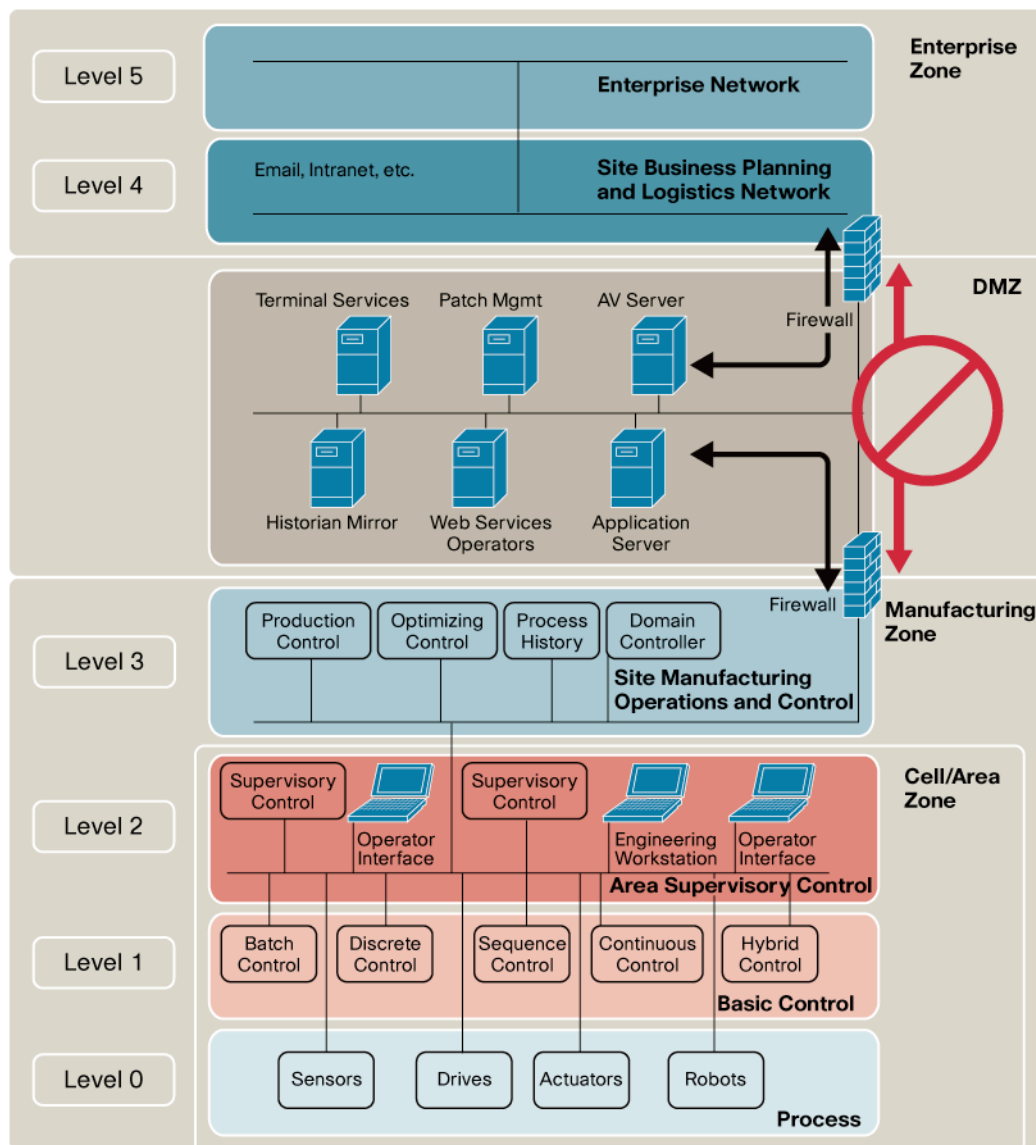 Level 5
Enterprise Network
Enterprise
Zone
Level 4
Email, Intranet, etc.
Site Business Planning
and Logistics Network
Terminal Services
Patch Mgmt
AV Server
Firewall
DMZ
Historian Mirror
Web Services
Operators
Application
Server
Firewall
Manufacturing
Zone
Level 3
Production
Control
Optimizing
Control
Process
History
Domain
Controller
Site Manufacturing
Operations and Control
Cell/Area
Zone
Level 2
Supervisory
Control
Operator
Interface
Supervisory
Control
Engineering
Workstation
Operator
Interface
Area Supervisory Control
Level 1
Batch
Control
Discrete
Control
Sequence
Control
Continuous
Control
Hybrid
Control
Basic Control
Level 0
Sensors
Drives
Actuators
Robots
Process